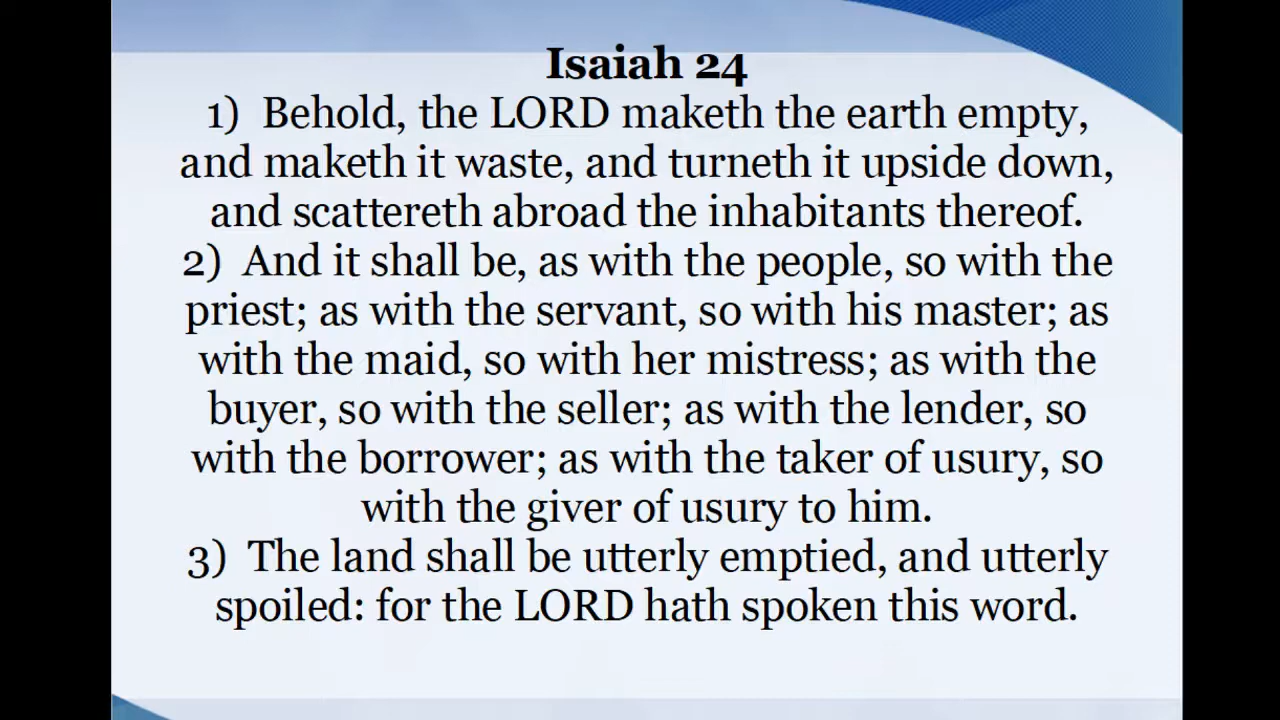 Isaiah 24
1)  Behold, the LORD maketh the earth empty,
and maketh it waste, and turneth it upside down,
and scattereth abroad the inhabitants thereof.
2)  And it shall be, as with the people, so with the
priest; as with the servant, so with his master; as
with the maid, so with her mistress; as with the
buyer, so with the seller; as with the lender, so
with the borrower; as with the taker of usury, so
with the giver of usury to him.
3)  The land shall be utterly emptied, and utterly
spoiled: for the LORD hath spoken this word.